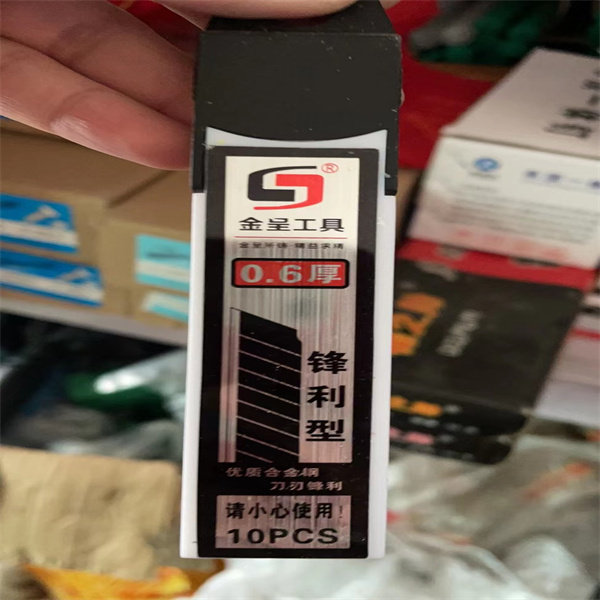 ®
金呈工具
0.6厚
锋利型
优质合金钢
刀刃锋利
请小心使用!
10PCS